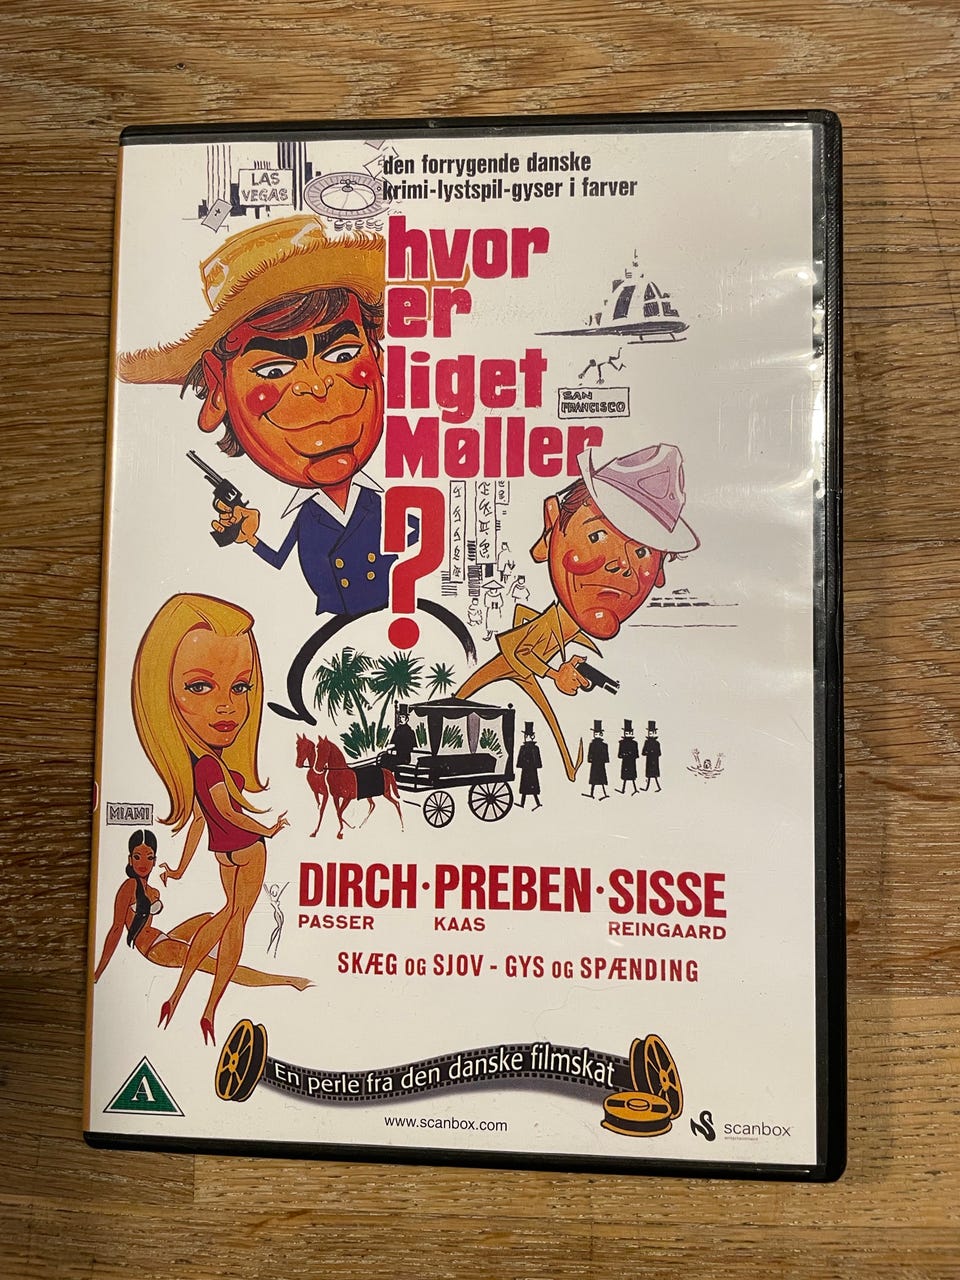 LAS
VEGAS
den forrygende danske
krimi-lystspil-gyser i farver
hvor
er
liget
Møller
?
SAN
FRANCISCO
MIAMI
DIRCH · PREBEN · SISSE
PASSER KAAS REINGAARD
SKÆG OG SJOV - GYS OG SPÆNDING
En perle fra den danske filmskat
A
www.scanbox.com
scanbox
entertainment